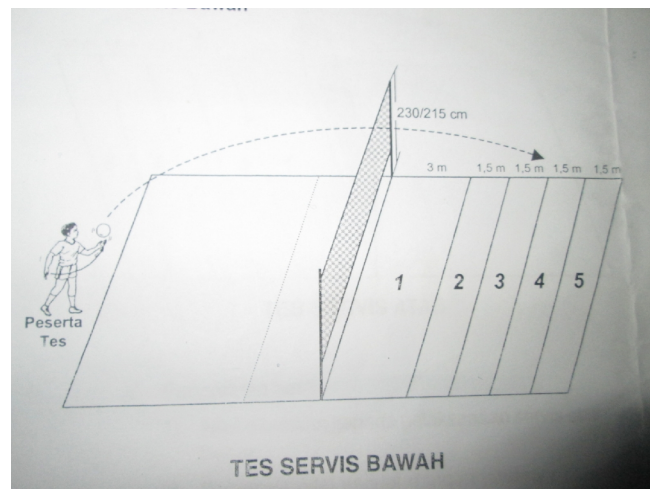 230/215 cm
3 m 1,5 m 1,5 m 1,5 m 1,5 m
1 2 3 4 5
Peserta
Tes
TES SERVIS BAWAH